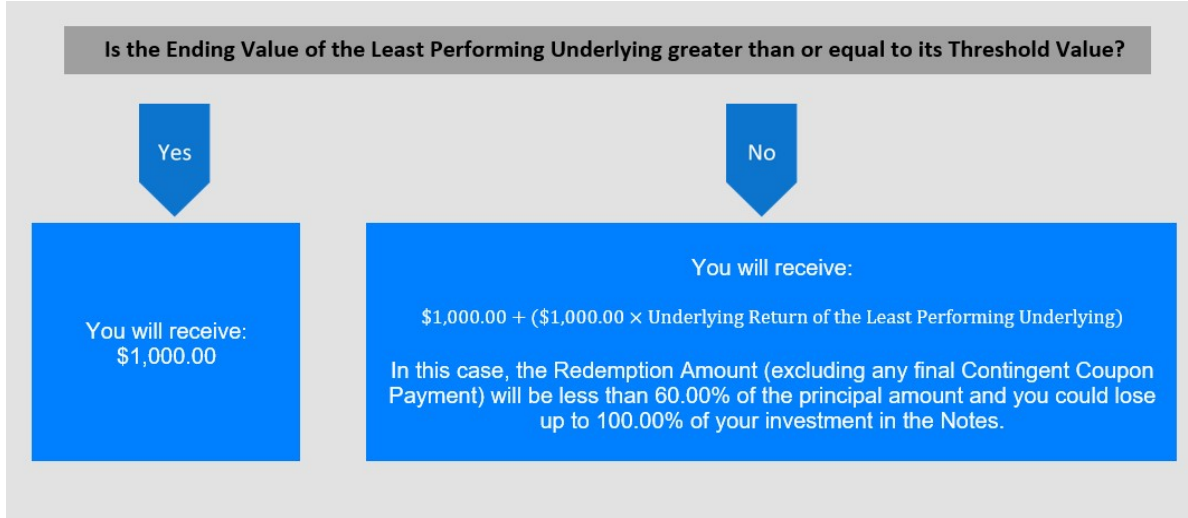 Is the Ending Value of the Least Performing Underlying greater than or equal to its Threshold Value?
Yes
No
You will receive:
$1,000.00
You will receive:
$1,000.00 + ($1,000.00 × Underlying Return of the Least Performing Underlying)
In this case, the Redemption Amount (excluding any final Contingent Coupon
Payment) will be less than 60.00% of the principal amount and you could lose
up to 100.00% of your investment in the Notes.